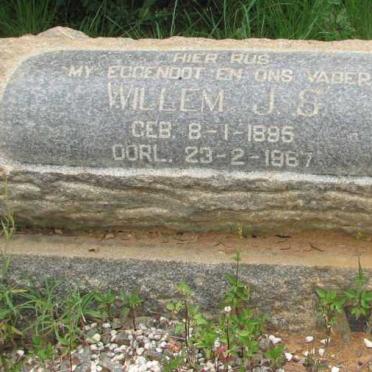 HIER RUS
MY EGGENOOT EN ONS VADER
WILLEM J. S.
GEB. 8-1-1895
OORL. 23-2-1967